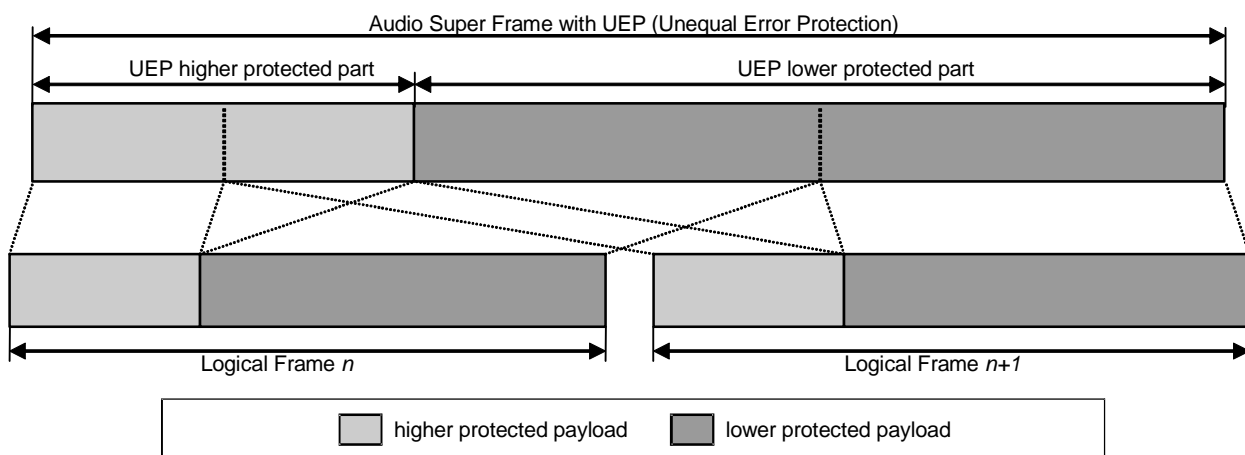 Audio Super Frame with UEP (Unequal Error Protection)
UEP higher protected part
UEP lower protected part
Logical Frame n
Logical Frame n+1
higher protected payload
lower protected payload